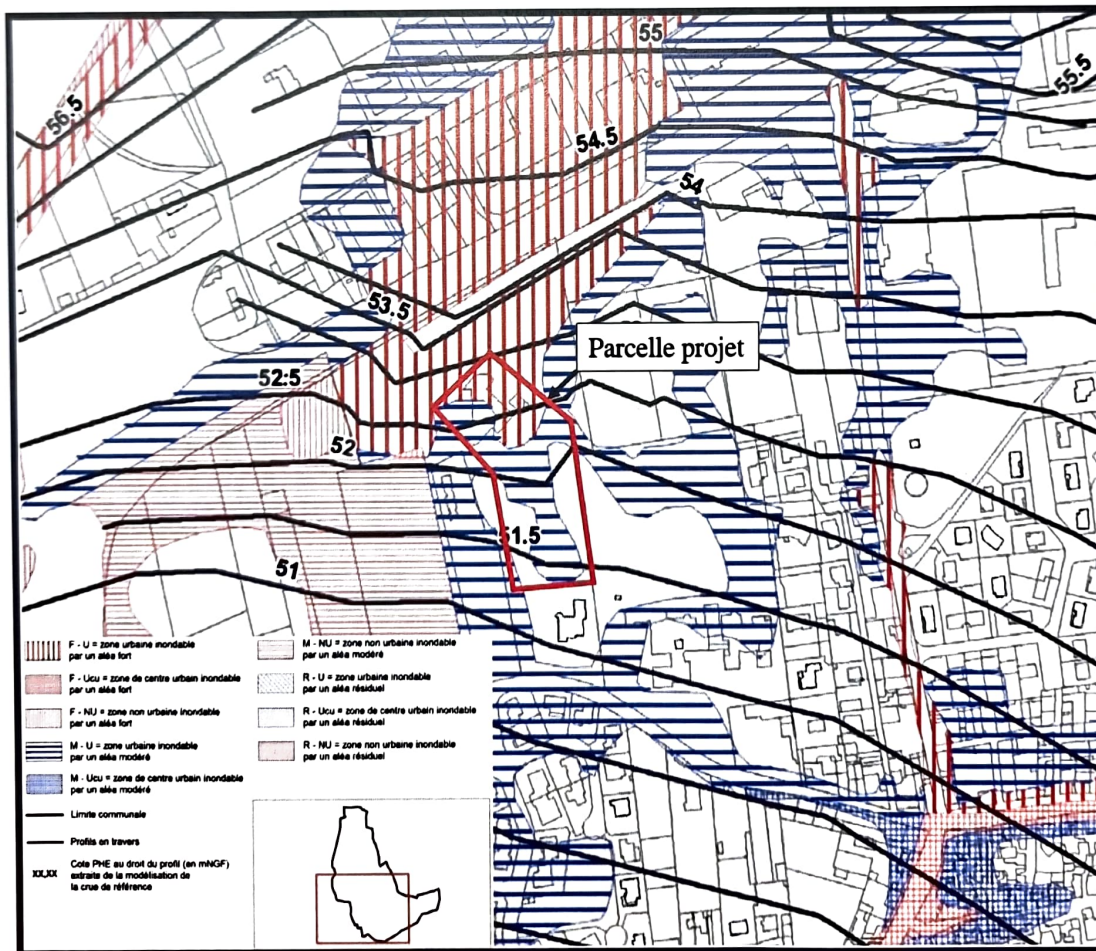 55
56.5
55.5
54.5
54
53.5
Parcelle projet
52:5
52
51.5
51
F - U = zone urbaine inondable
par un aléa fort
F - Ucu = zone de centre urbain inondable
par un aléa fort
F - NU = zone non urbaine inondable
par un aléa fort
M - U = zone urbaine inondable
par un aléa modéré
M - Ucu = zone de centre urbain inondable
par un aléa modéré
M - NU = zone non urbaine inondable
par un aléa modéré
R - U = zone urbaine inondable
par un aléa résiduel
R - Ucu = zone de centre urbain inondable
par un aléa résiduel
R - NU = zone non urbaine inondable
par un aléa résiduel
Limite communale
Profils en travers
XX,XX
Cote PHE au droit du profil (en mNGF)
extraite de la modélisation de
la crue de référence